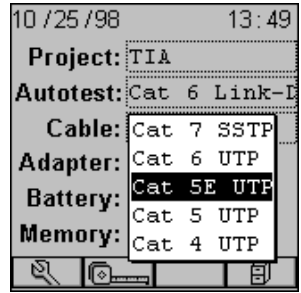 10/25/98 13:49
Project: TIA
Autotest: Cat 6 Link-D
Cable: Cat 7 SSTP
Adapter: Cat 6 UTP
Cat 5E UTP
Battery: Cat 5 UTP
Memory: Cat 4 UTP